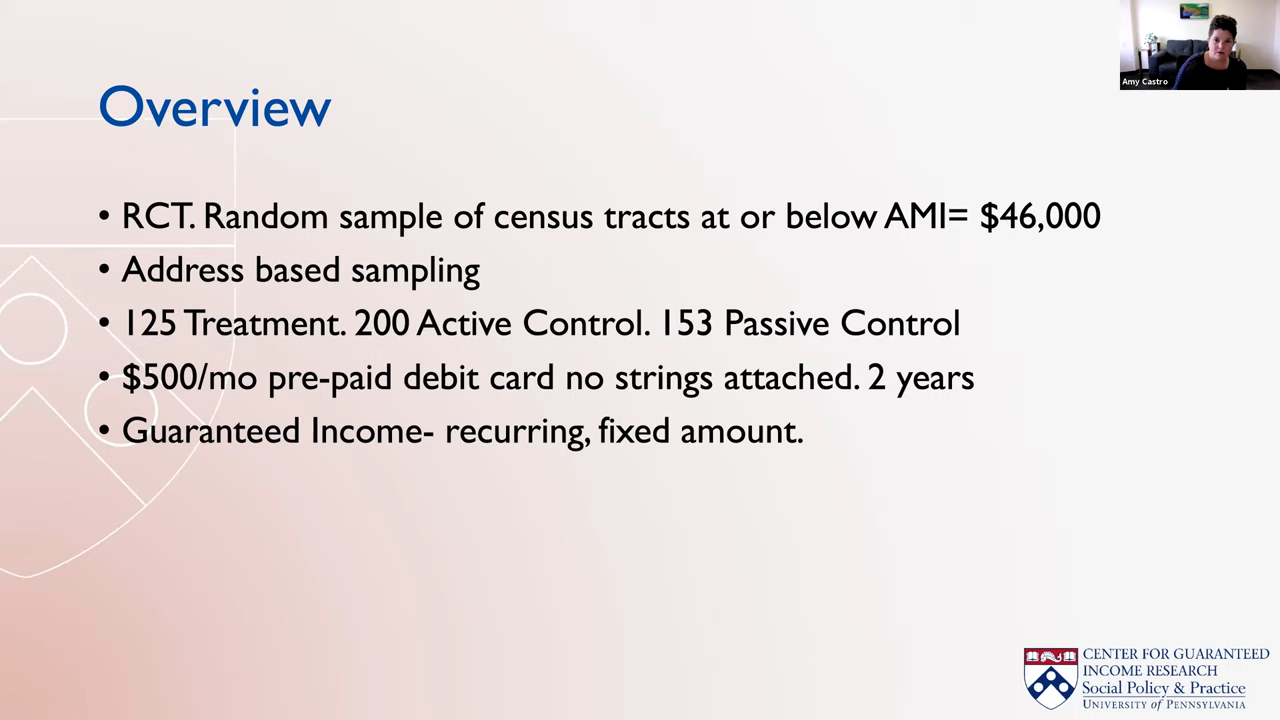 Amy Castro
Overview
• RCT. Random sample of census tracts at or below AMI= $46,000
• Address based sampling
• 125 Treatment. 200 Active Control. 153 Passive Control
• $500/mo pre-paid debit card no strings attached. 2 years
• Guaranteed Income- recurring, fixed amount.
CENTER FOR GUARANTEED
INCOME RESEARCH
Social Policy & Practice
UNIVERSITY of PENNSYLVANIA